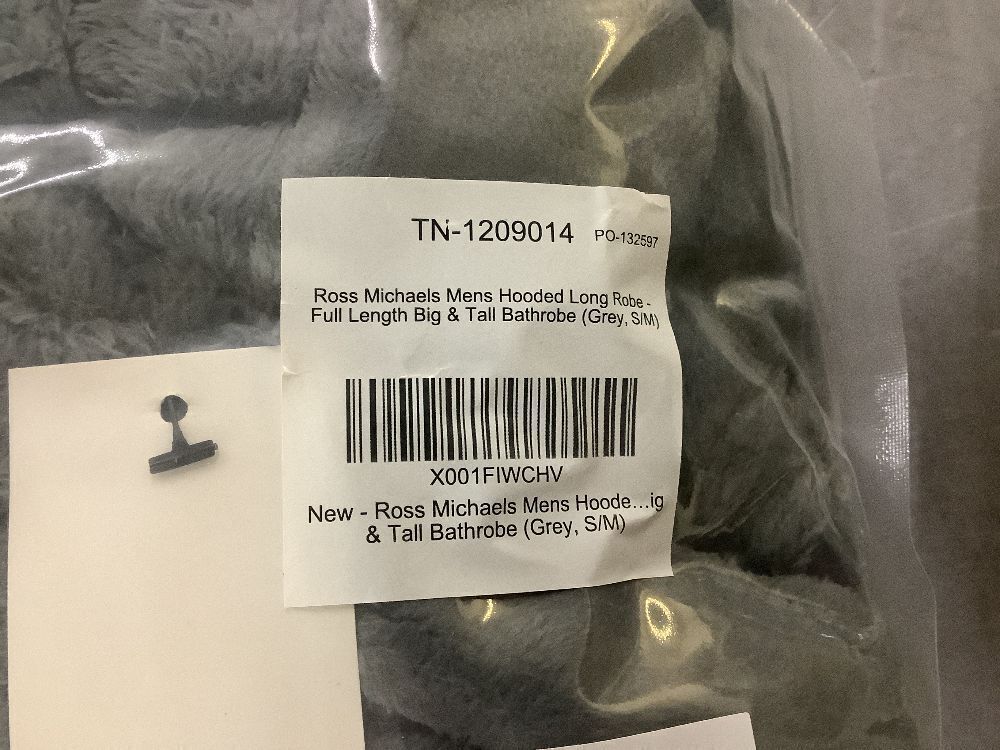 TN-1209014 PO-132597
Ross Michaels Mens Hooded Long Robe -
Full Length Big & Tall Bathrobe (Grey, S/M)
X001FIWCHV
New - Ross Michaels Mens Hoode...ig
& Tall Bathrobe (Grey, S/M)